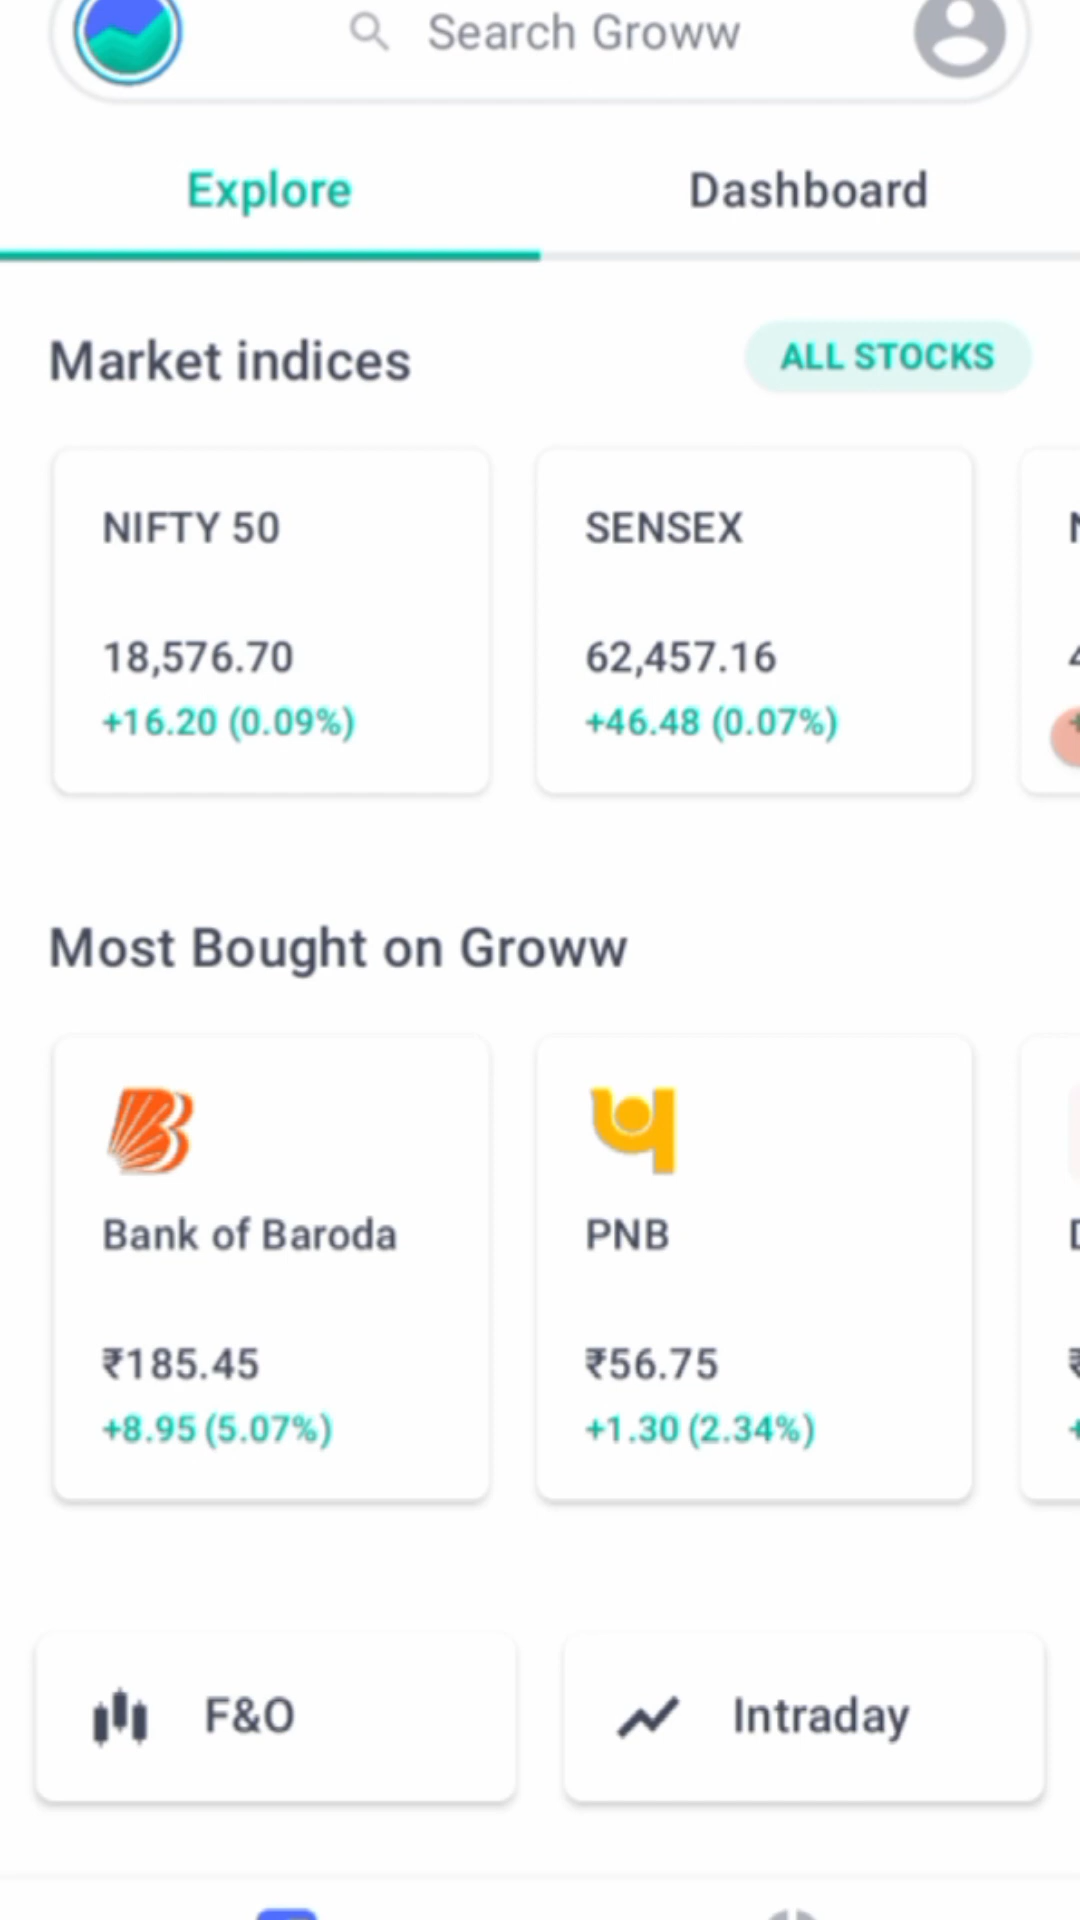 Search Groww
Explore
Dashboard
Market indices
ALL STOCKS
NIFTY 50
SENSEX
18,576.70
62,457.16
+16.20 (0.09%)
+46.48 (0.07%)
Most Bought on Groww
Bank of Baroda
PNB
₹185.45
₹56.75
+8.95 (5.07%)
+1.30 (2.34%)
F&O
Intraday